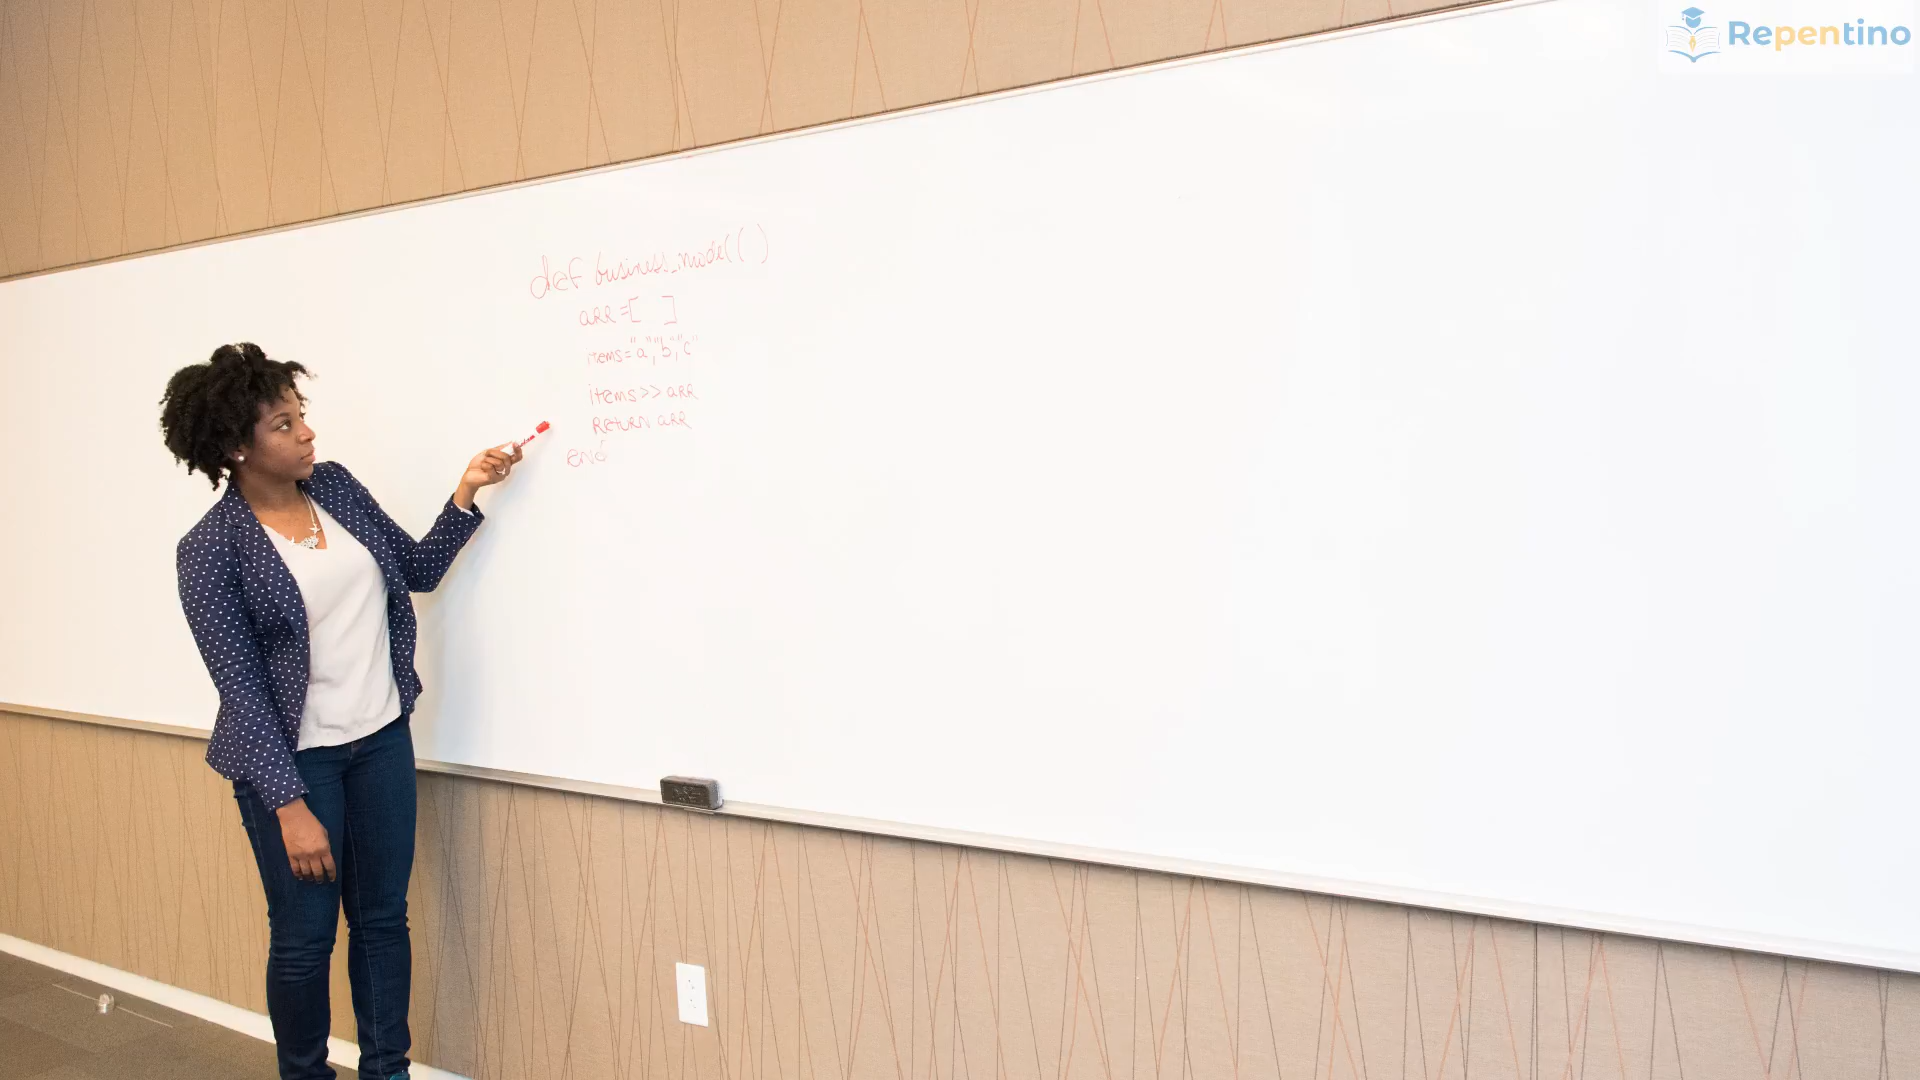 Repentino
def business_model( )
arr = [ ]
items="a","b","c"
items>> arr
return arr
end